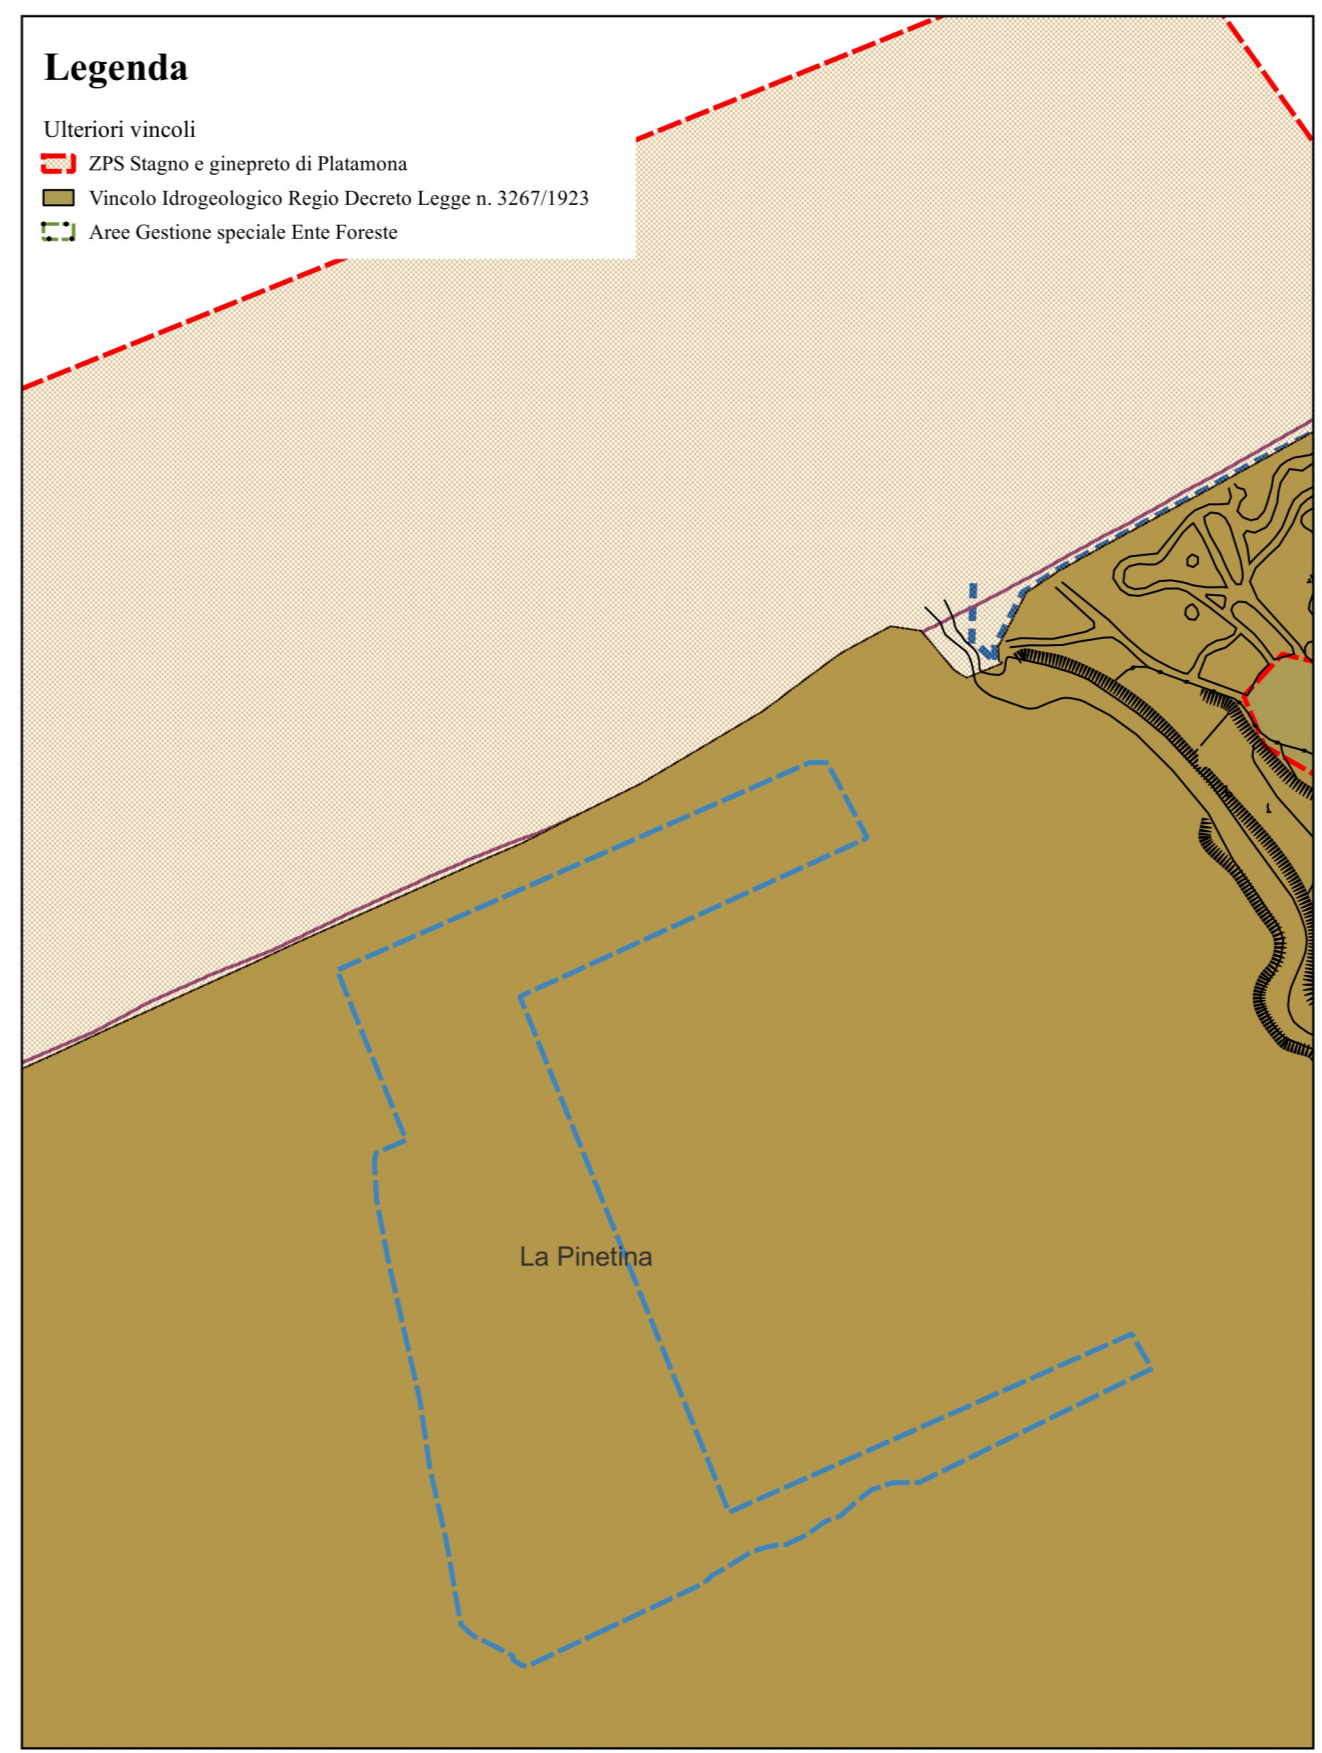 Legenda
Ulteriori vincoli
ZPS Stagno e ginepreto di Platamona
Vincolo Idrogeologico Regio Decreto Legge n. 3267/1923
Aree Gestione speciale Ente Foreste
La Pinetina